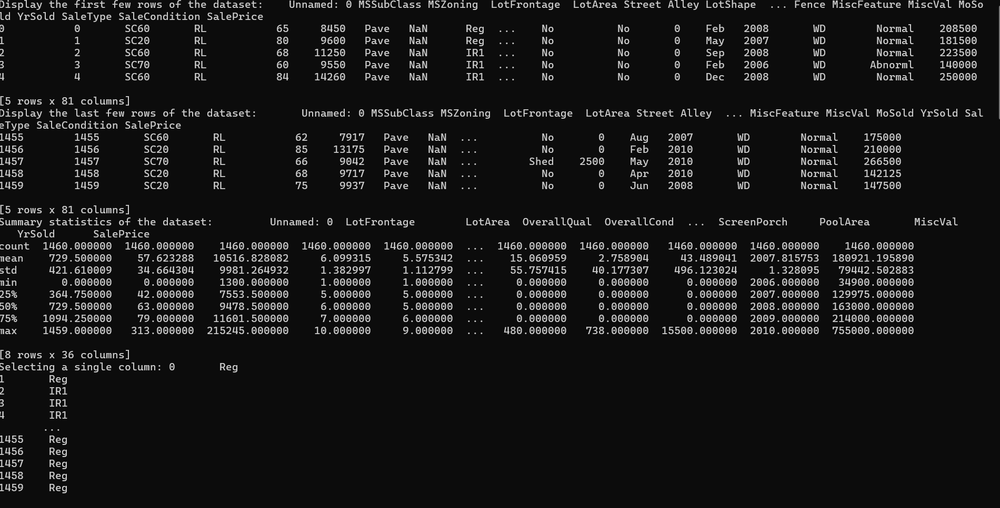 Display the first few rows of the dataset:    Unnamed: 0 MSSubClass MSZoning  LotFrontage  LotArea Street Alley LotShape  ... Fence MiscFeature MiscVal MoSo
ld YrSold SaleType SaleCondition SalePrice
0           0       SC60       RL           65     8450   Pave   NaN      Reg  ...    No          No       0    Feb   2008       WD        Normal    208500
1           1       SC20       RL           80     9600   Pave   NaN      Reg  ...    No          No       0    May   2007       WD        Normal    181500
2           2       SC60       RL           68    11250   Pave   NaN      IR1  ...    No          No       0    Sep   2008       WD        Normal    223500
3           3       SC70       RL           60     9550   Pave   NaN      IR1  ...    No          No       0    Feb   2006       WD       Abnorml    140000
4           4       SC60       RL           84    14260   Pave   NaN      IR1  ...    No          No       0    Dec   2008       WD        Normal    250000
[5 rows x 81 columns]
Display the last few rows of the dataset:       Unnamed: 0 MSSubClass MSZoning  LotFrontage  LotArea Street Alley  ... MiscFeature MiscVal MoSold YrSold Sal
eType SaleCondition SalePrice
1455        1455       SC60       RL           62     7917   Pave   NaN  ...          No       0    Aug   2007       WD        Normal    175000
1456        1456       SC20       RL           85    13175   Pave   NaN  ...          No       0    Feb   2010       WD        Normal    210000
1457        1457       SC70       RL           66     9042   Pave   NaN  ...        Shed    2500    May   2010       WD        Normal    266500
1458        1458       SC20       RL           68     9717   Pave   NaN  ...          No       0    Apr   2010       WD        Normal    142125
1459        1459       SC20       RL           75     9937   Pave   NaN  ...          No       0    Jun   2008       WD        Normal    147500
[5 rows x 81 columns]
Summary statistics of the dataset:         Unnamed: 0  LotFrontage        LotArea  OverallQual  OverallCond  ...  ScreenPorch     PoolArea       MiscVal
   YrSold      SalePrice
count  1460.000000  1460.000000    1460.000000  1460.000000  1460.000000  ...  1460.000000  1460.000000   1460.000000  1460.000000    1460.000000
mean    729.500000    57.623288   10516.828082     6.099315     5.575342  ...    15.060959     2.758904     43.489041  2007.815753  180921.195890
std     421.610009    34.664304    9981.264932     1.382997     1.112799  ...    55.757415    40.177307    496.123024     1.328095   79442.502883
min       0.000000     0.000000    1300.000000     1.000000     1.000000  ...     0.000000     0.000000      0.000000  2006.000000   34900.000000
25%     364.750000    42.000000    7553.500000     5.000000     5.000000  ...     0.000000     0.000000      0.000000  2007.000000  129975.000000
50%     729.500000    63.000000    9478.500000     6.000000     5.000000  ...     0.000000     0.000000      0.000000  2008.000000  163000.000000
75%    1094.250000    79.000000   11601.500000     7.000000     6.000000  ...     0.000000     0.000000      0.000000  2009.000000  214000.000000
max    1459.000000   313.000000  215245.000000    10.000000     9.000000  ...   480.000000   738.000000  15500.000000  2010.000000  755000.000000
[8 rows x 36 columns]
Selecting a single column: 0       Reg
1       Reg
2       IR1
3       IR1
4       IR1
       ...
1455    Reg
1456    Reg
1457    Reg
1458    Reg
1459    Reg